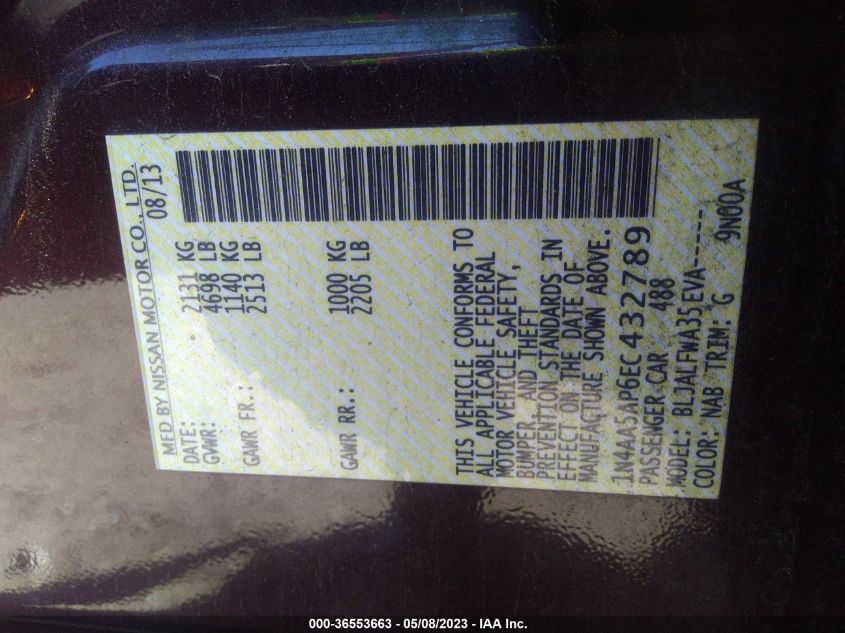 MFD BY NISSAN MOTOR CO., LTD.
DATE: 08/13
GVWR: 2131 KG
4698 LB
GAWR FR.: 1140 KG
2513 LB
GAWR RR.: 1000 KG
2205 LB
THIS VEHICLE CONFORMS TO
ALL APPLICABLE FEDERAL
MOTOR VEHICLE SAFETY,
BUMPER AND THEFT
PREVENTION STANDARDS IN
EFFECT ON THE DATE OF
MANUFACTURE SHOWN ABOVE.
1N4AA5AP6EC432789
PASSENGER CAR 488
MODEL: BLJALFWA35EVA------
COLOR: NAB TRIM: G 9N00A
000-36553663 - 05/08/2023 - IAA Inc.